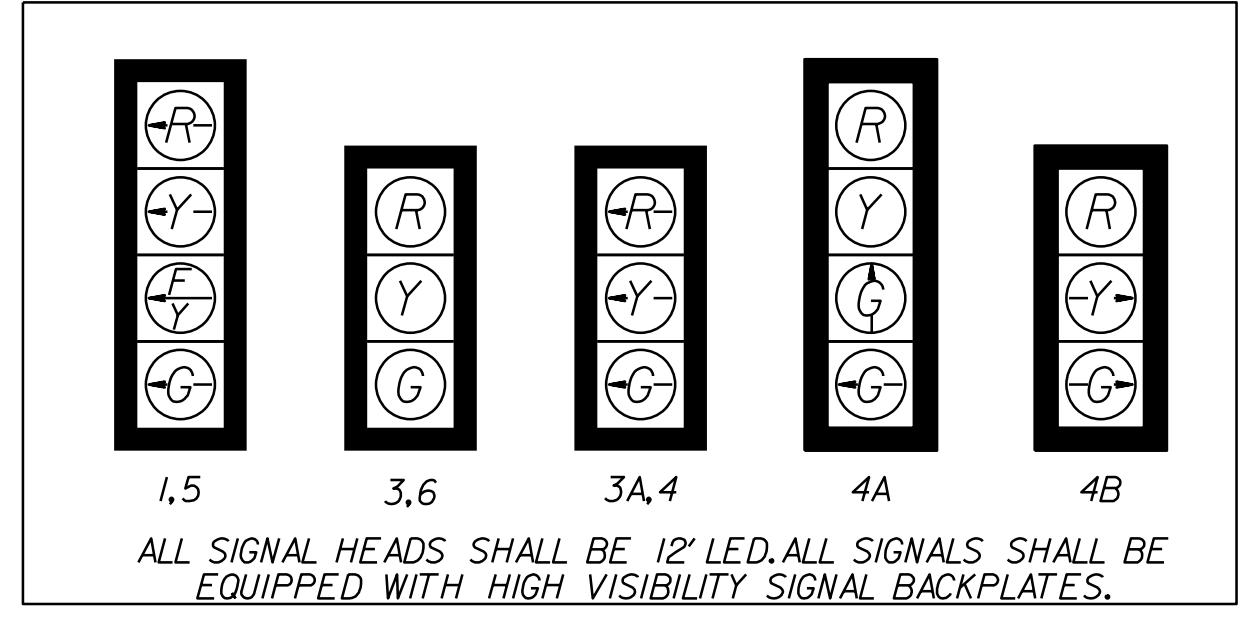 R
Y
F
Y
G
1,5
R
Y
G
3,6
R
Y
G
3A,4
R
Y
G
G
4A
R
Y
G
4B
ALL SIGNAL HEADS SHALL BE 12' LED. ALL SIGNALS SHALL BE
EQUIPPED WITH HIGH VISIBILITY SIGNAL BACKPLATES.